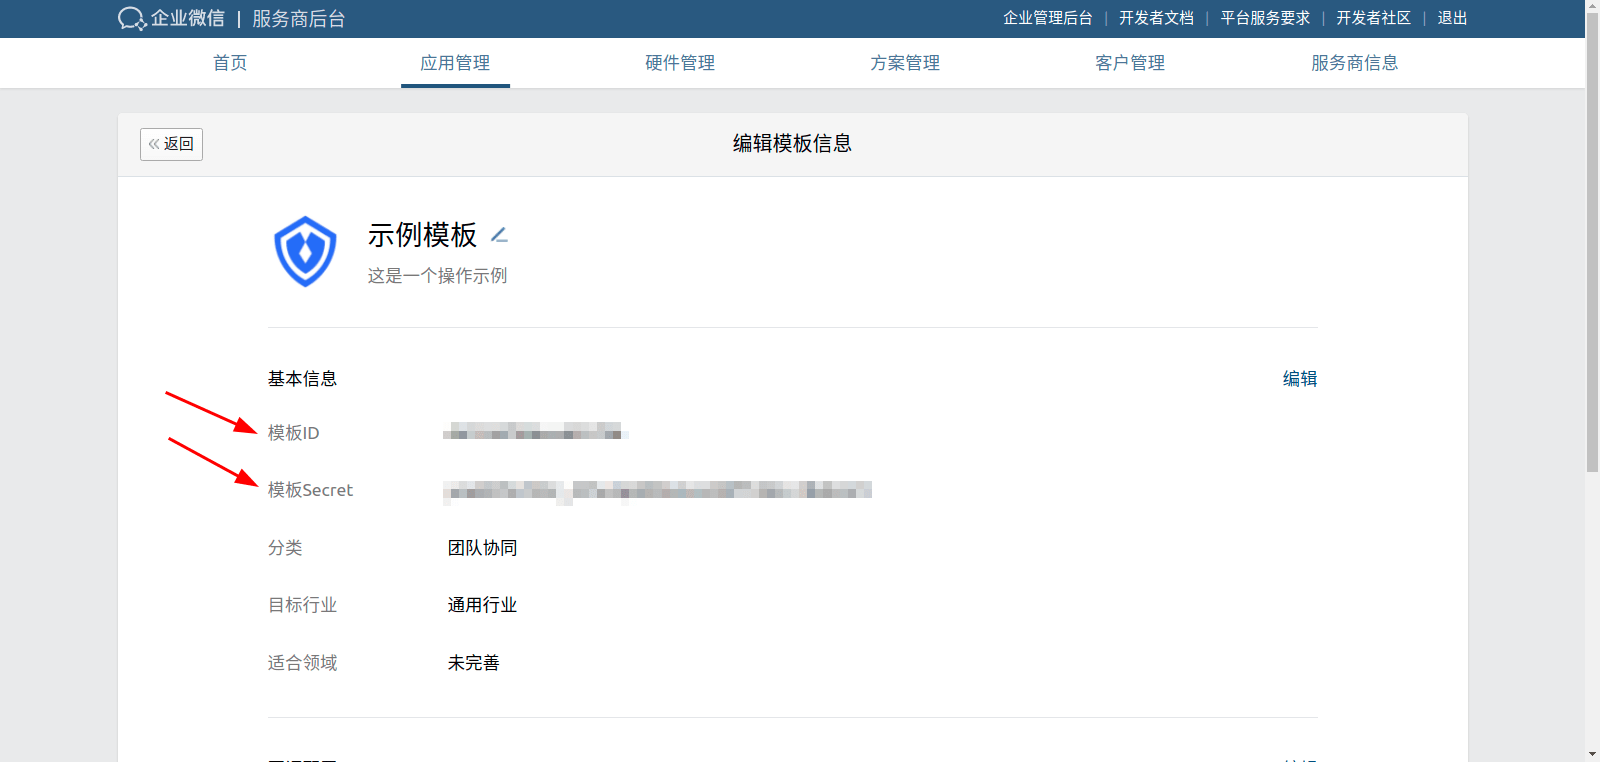 企业微信 | 服务商后台
企业管理后台 | 开发者文档 | 平台服务要求 | 开发者社区 | 退出
首页 应用管理 硬件管理 方案管理 客户管理 服务商信息
返回
编辑模板信息
示例模板
这是一个操作示例
基本信息 编辑
模板ID
模板Secret
分类 团队协同
目标行业 通用行业
适合领域 未完善